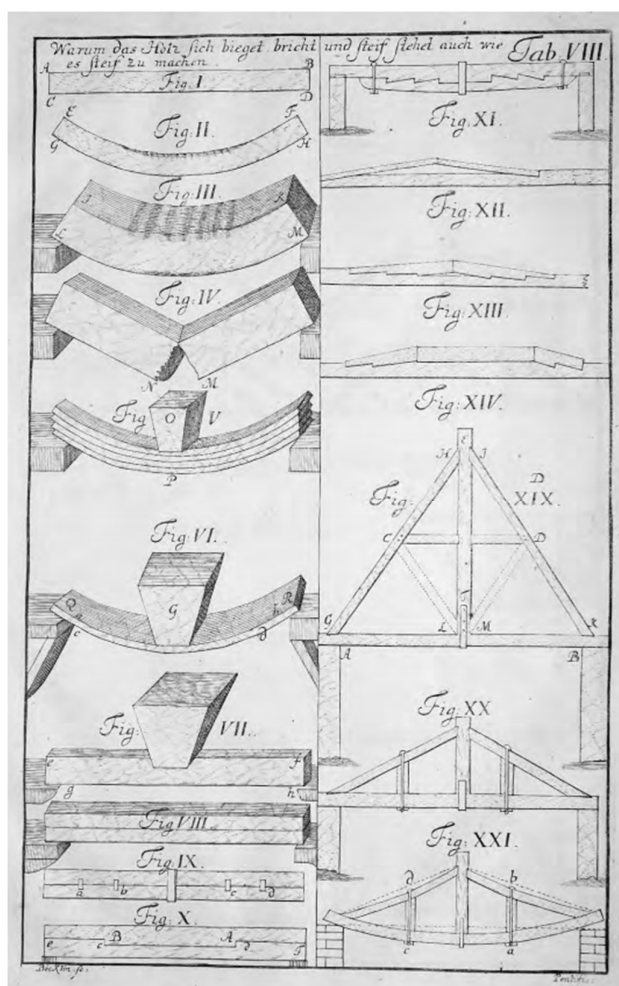 Warum das Holz sich bieget bricht und steif stehet auch wie
es steif zu machen.
Tab. VIII.
A B
Fig: I.
C D
E F
Fig: II.
G H
Fig: III.
L M
Fig: IV.
N M
Fig V
O
P
Fig: VI.
Q R
a b
G
c d
Fig: VII.
e f
g h
Fig VIII.
Fig: IX.
a b c d
Fig: X.
B A
e c d f
Fig: XI.
Fig: XII.
Fig: XIII.
Fig: XIV.
E
H I
D
Fig: XIX.
C D
F
G L M K
A B
Fig: XX
Fig: XXI.
d b
c a